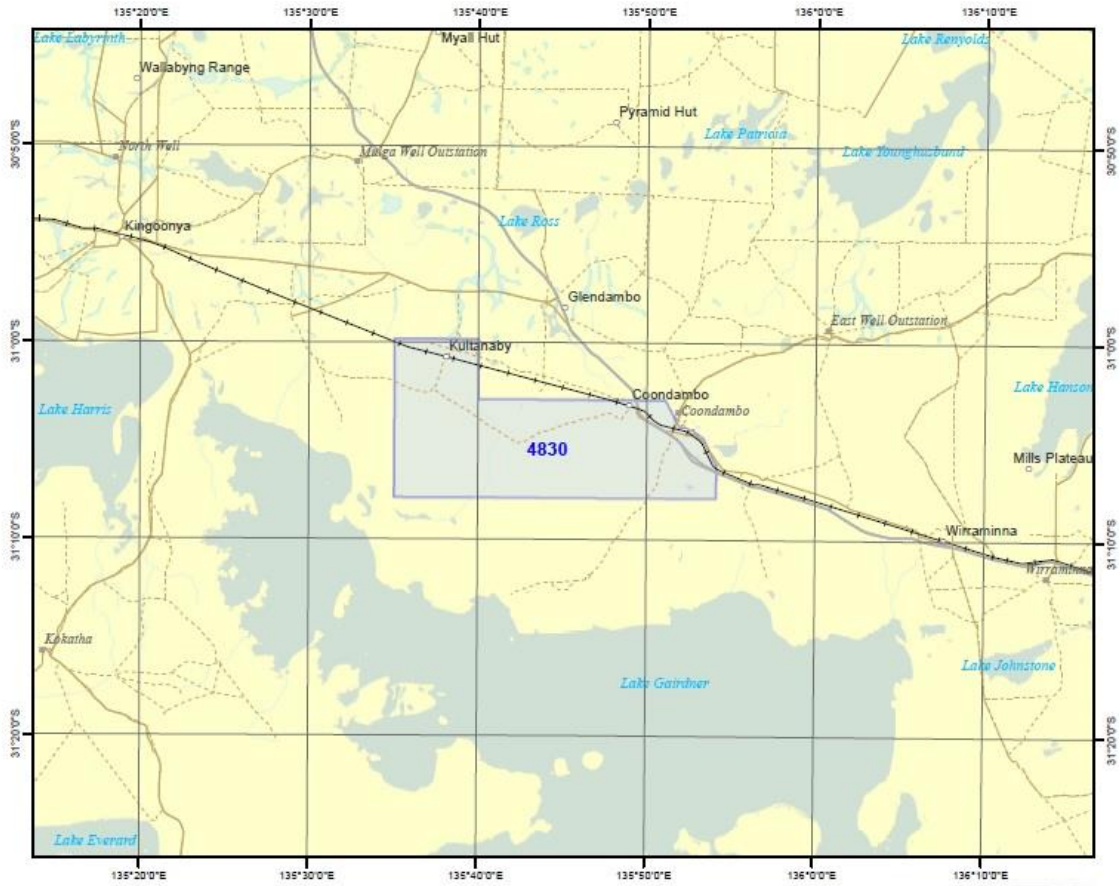 135°20'0"E 135°30'0"E 135°40'0"E 135°50'0"E 136°0'0"E 136°10'0"E
Lake Labyrinth
Myall Hut
Lake Renyolds
Wallabyng Range
Pyramid Hut
Lake Patricia
30°50'0"S
North Well
Mulga Well Outstation
Lake Younghusband
30°50'0"S
Lake Ross
Kingoonya
Glendambo
East Well Outstation
31°0'0"S
Kultanaby
31°0'0"S
Lake Hanson
Coondambo
Lake Harris
Coondambo
4830
Mills Plateau
31°10'0"S
Wirraminna
31°10'0"S
Wirraminna
Kokatha
Lake Johnstone
Lake Gairdner
31°20'0"S
31°20'0"S
Lake Everard
135°20'0"E 135°30'0"E 135°40'0"E 135°50'0"E 136°0'0"E 136°10'0"E